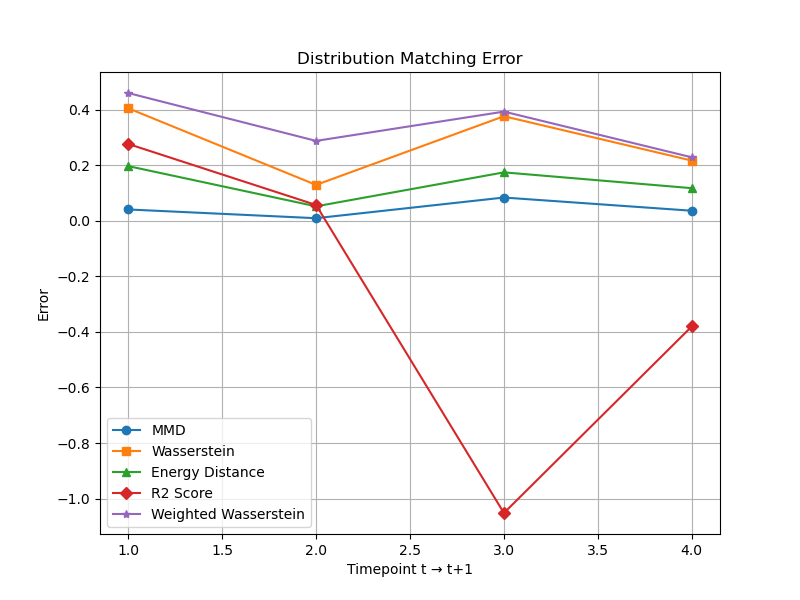 Distribution Matching Error
Error
0.4
0.2
0.0
−0.2
−0.4
−0.6
−0.8
−1.0
MMD
Wasserstein
Energy Distance
R2 Score
Weighted Wasserstein
1.0 1.5 2.0 2.5 3.0 3.5 4.0
Timepoint t → t+1